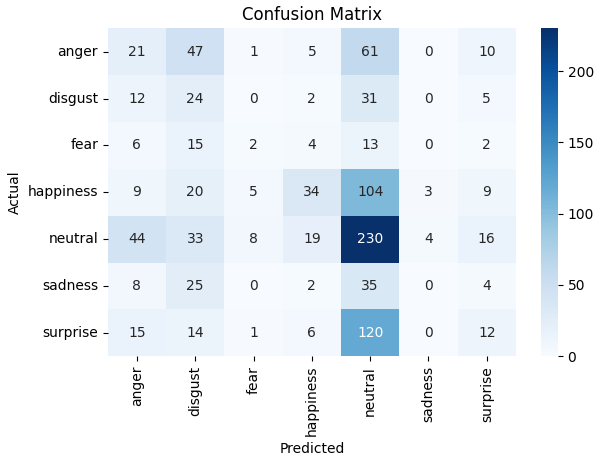 Confusion Matrix
Actual
anger 21 47 1 5 61 0 10
disgust 12 24 0 2 31 0 5
fear 6 15 2 4 13 0 2
happiness 9 20 5 34 104 3 9
neutral 44 33 8 19 230 4 16
sadness 8 25 0 2 35 0 4
surprise 15 14 1 6 120 0 12
anger disgust fear happiness neutral sadness surprise
Predicted
200
150
100
50
0